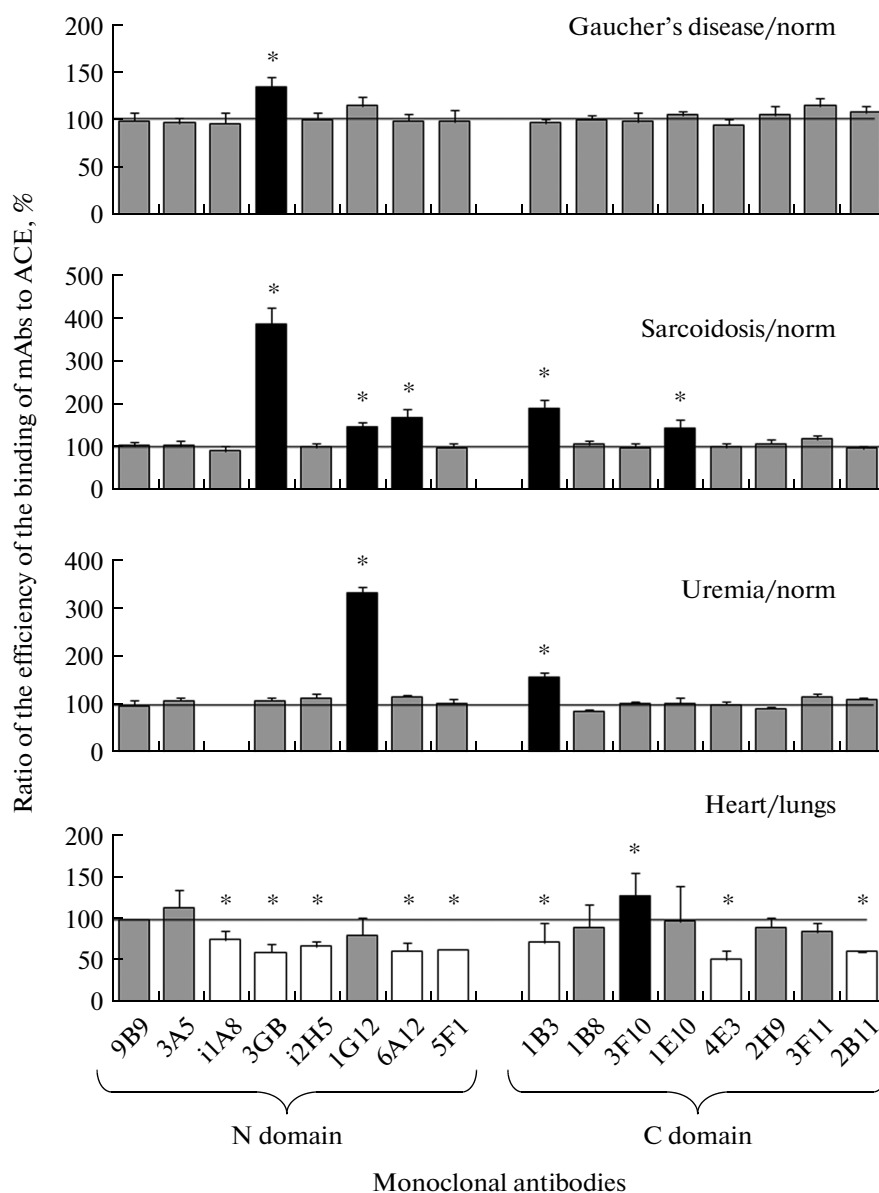 Ratio of the efficiency of the binding of mAbs to ACE, %
Gaucher's disease/norm
200
150
100
50
0
*
Sarcoidosis/norm
500
400
300
200
100
0
* * * * *
Uremia/norm
400
300
200
100
0
* *
Heart/lungs
200
150
100
50
0
* * * * * * * * *
9B9 3A5 i1A8 3GB i2H5 1G12 6A12 5F1 1B3 1B8 3F10 1E10 4E3 2H9 3F11 2B11
N domain C domain
Monoclonal antibodies